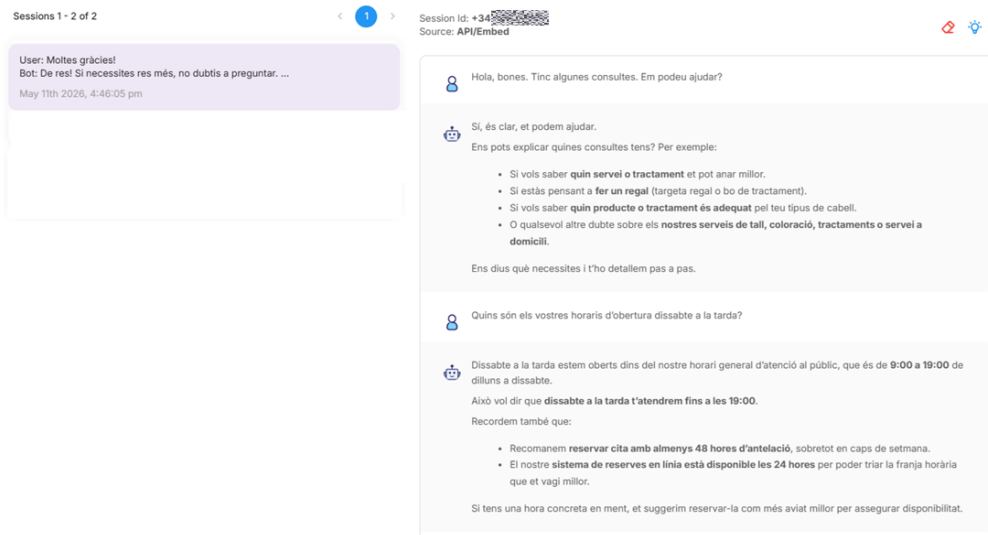 Sessions 1 - 2 of 2
1
User: Moltes gràcies!
Bot: De res! Si necessites res més, no dubtis a preguntar. ...
May 11th 2026, 4:46:05 pm
Session Id: +34
Source: API/Embed
Hola, bones. Tinc algunes consultes. Em podeu ajudar?
Sí, és clar, et podem ajudar.
Ens pots explicar quines consultes tens? Per exemple:
• Si vols saber quin servei o tractament et pot anar millor.
• Si estàs pensant a fer un regal (targeta regal o bo de tractament).
• Si vols saber quin producte o tractament és adequat pel teu tipus de cabell.
• O qualsevol altre dubte sobre els nostres serveis de tall, coloració, tractaments o servei a
domicili.
Ens dius què necessites i t'ho detallem pas a pas.
Quins són els vostres horaris d'obertura dissabte a la tarda?
Dissabte a la tarda estem oberts dins del nostre horari general d'atenció al públic, que és de 9:00 a 19:00 de
dilluns a dissabte.
Això vol dir que dissabte a la tarda t'atendrem fins a les 19:00.
Recordem també que:
• Recomanem reservar cita amb almenys 48 hores d'antelació, sobretot en caps de setmana.
• El nostre sistema de reserves en línia està disponible les 24 hores per poder triar la franja horària
que et vagi millor.
Si tens una hora concreta en ment, et suggerim reservar-la com més aviat millor per assegurar disponibilitat.